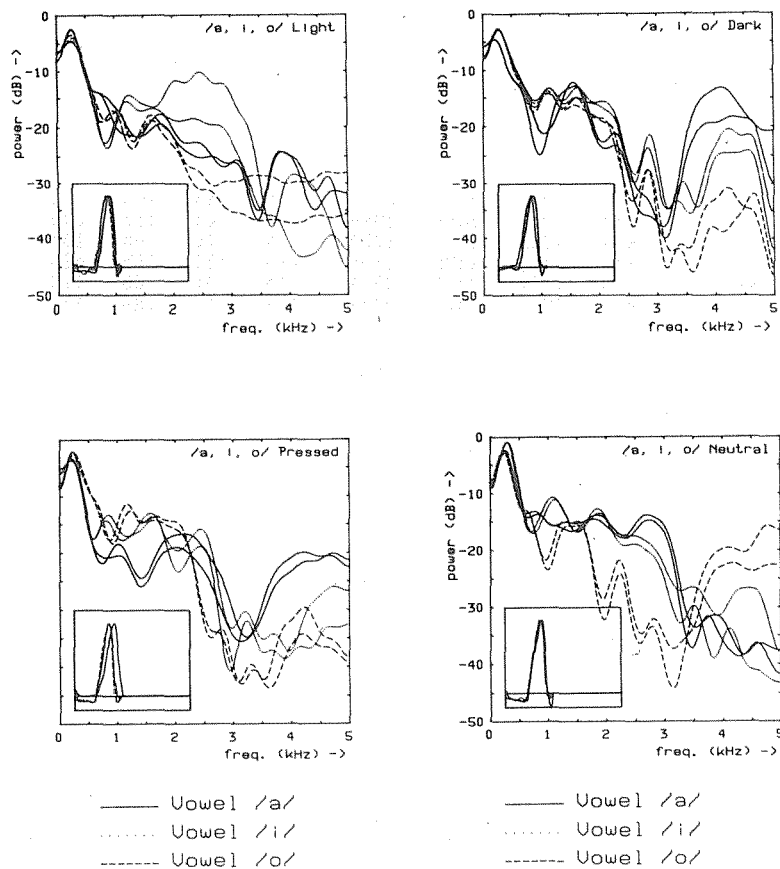 /a, i, o/ Light
0
-10
-20
-30
-40
-50
power (dB) ->
0 1 2 3 4 5
freq. (kHz) ->
/a, i, o/ Dark
0
-10
-20
-30
-40
-50
power (dB) ->
0 1 2 3 4 5
freq. (kHz) ->
/a, i, o/ Pressed
0 1 2 3 4 5
freq. (kHz) ->
/a, i, o/ Neutral
0
-10
-20
-30
-40
-50
power (dB) ->
0 1 2 3 4 5
freq. (kHz) ->
Vowel /a/
Vowel /i/
Vowel /o/
Vowel /a/
Vowel /i/
Vowel /o/